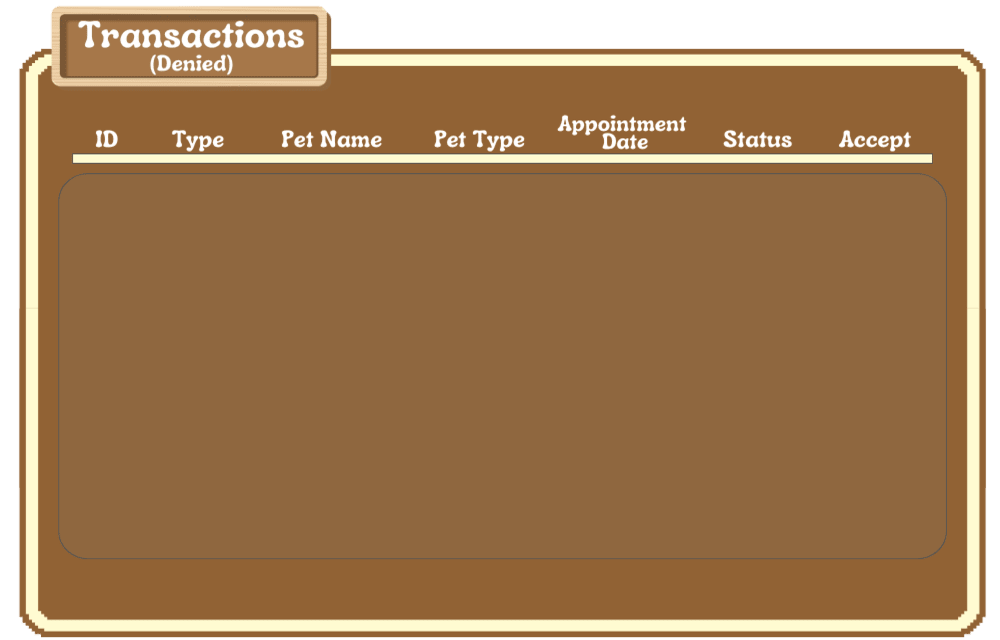 Transactions
(Denied)
ID Type Pet Name Pet Type Appointment Date Status Accept